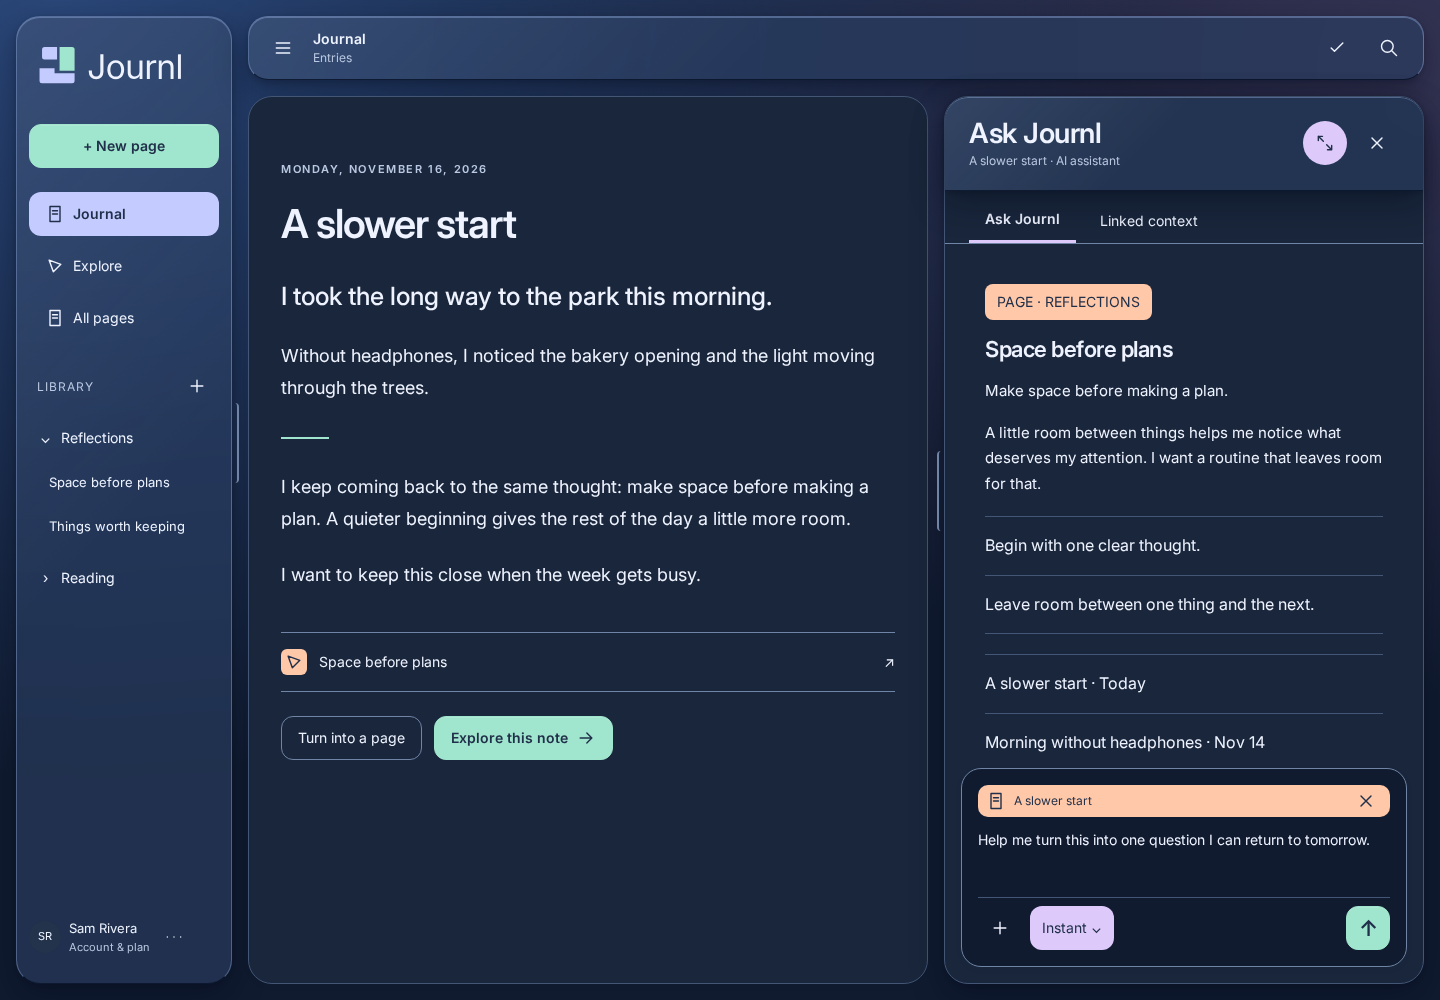 Journl
+ New page
Journal
Explore
All pages
LIBRARY
Reflections
Space before plans
Things worth keeping
Reading
SR
Sam Rivera
Account & plan
Journal
Entries
MONDAY, NOVEMBER 16, 2026
A slower start
I took the long way to the park this morning.
Without headphones, I noticed the bakery opening and the light moving
through the trees.
I keep coming back to the same thought: make space before making a
plan. A quieter beginning gives the rest of the day a little more room.
I want to keep this close when the week gets busy.
Space before plans
Turn into a page
Explore this note
Ask Journl
A slower start · AI assistant
Ask Journl
Linked context
PAGE · REFLECTIONS
Space before plans
Make space before making a plan.
A little room between things helps me notice what
deserves my attention. I want a routine that leaves room
for that.
Begin with one clear thought.
Leave room between one thing and the next.
A slower start · Today
Morning without headphones · Nov 14
A slower start
Help me turn this into one question I can return to tomorrow.
Instant